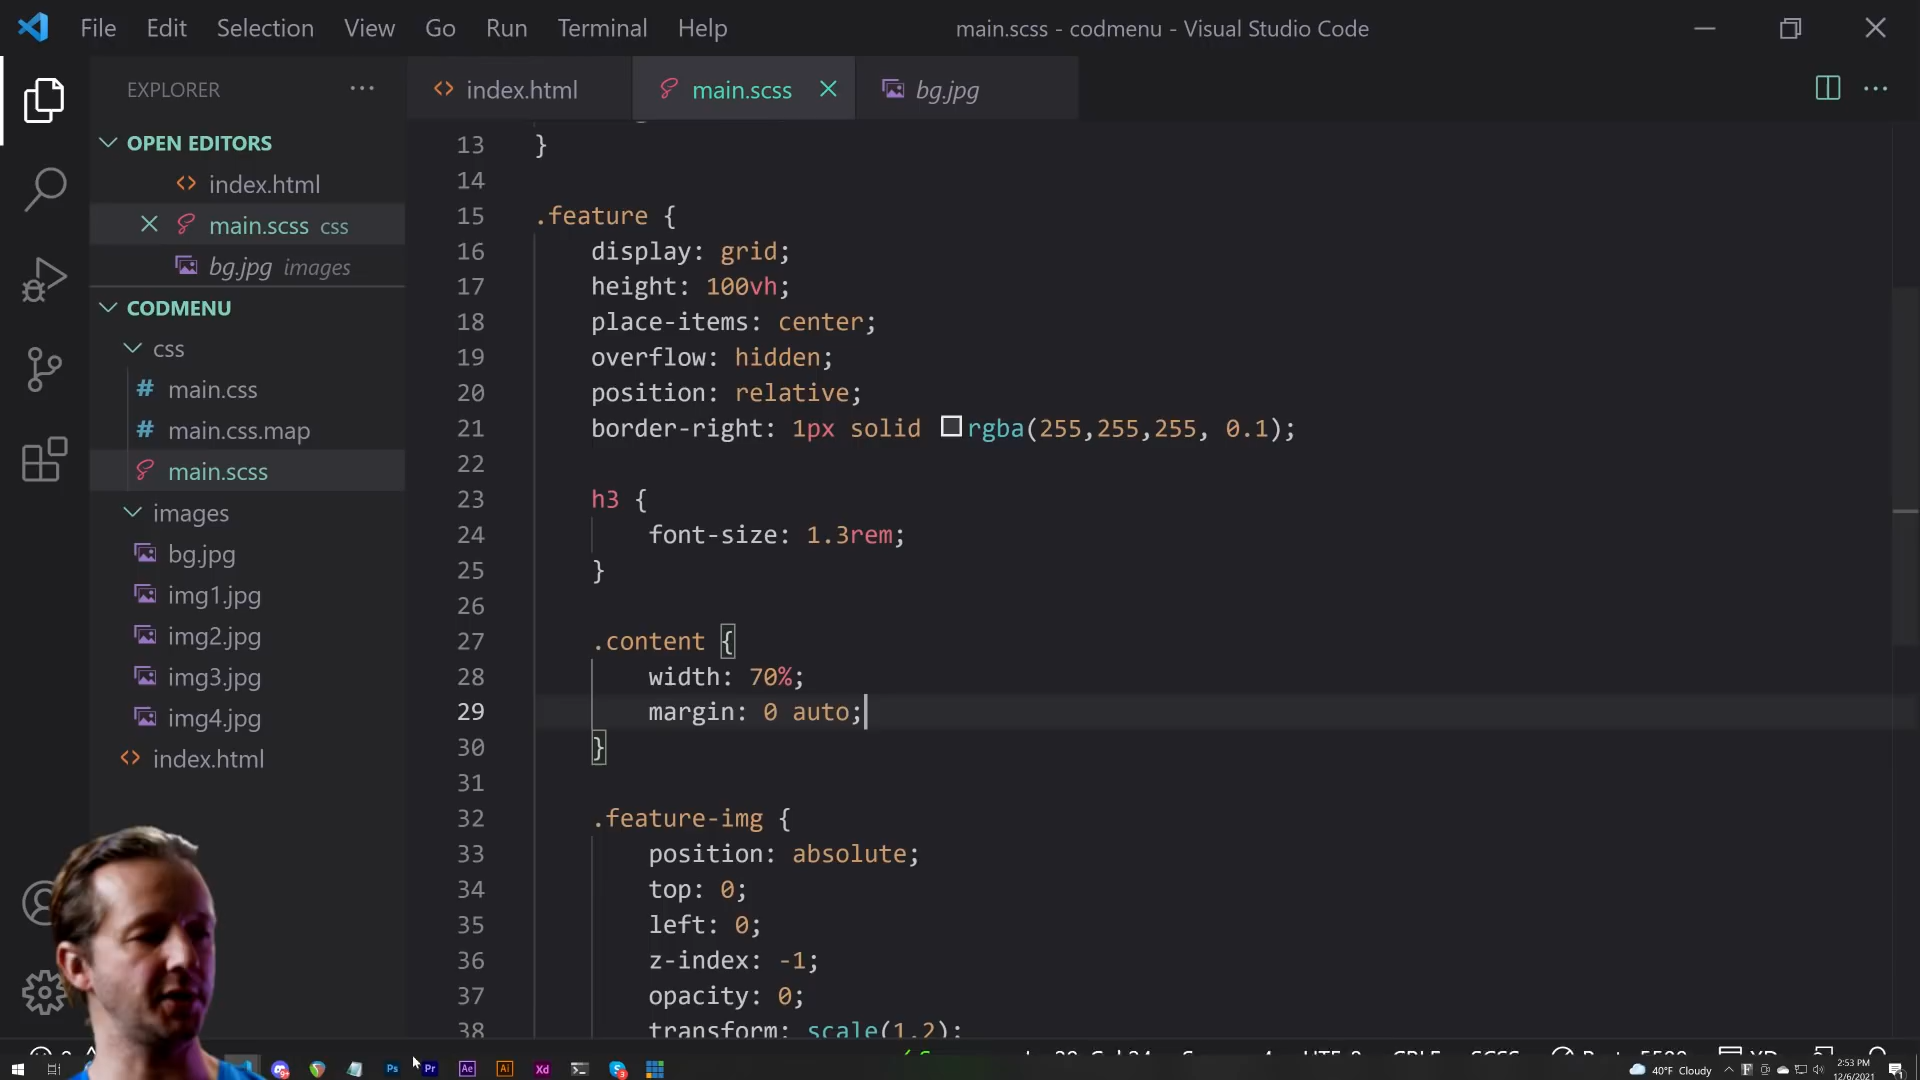 File Edit Selection View Go Run Terminal Help
main.scss - codmenu - Visual Studio Code
EXPLORER
OPEN EDITORS
index.html
main.scss css
bg.jpg images
CODMENU
css
# main.css
# main.css.map
main.scss
images
bg.jpg
img1.jpg
img2.jpg
img3.jpg
img4.jpg
index.html
index.html main.scss bg.jpg
13 }
14
15 .feature {
16 display: grid;
17 height: 100vh;
18 place-items: center;
19 overflow: hidden;
20 position: relative;
21 border-right: 1px solid rgba(255,255,255, 0.1);
22
23 h3 {
24 font-size: 1.3rem;
25 }
26
27 .content {
28 width: 70%;
29 margin: 0 auto;
30 }
31
32 .feature-img {
33 position: absolute;
34 top: 0;
35 left: 0;
36 z-index: -1;
37 opacity: 0;
38 transform: scale(1.2);
Ps Pr Ae Ai Xd
40°F Cloudy
2:53 PM
12/6/2021